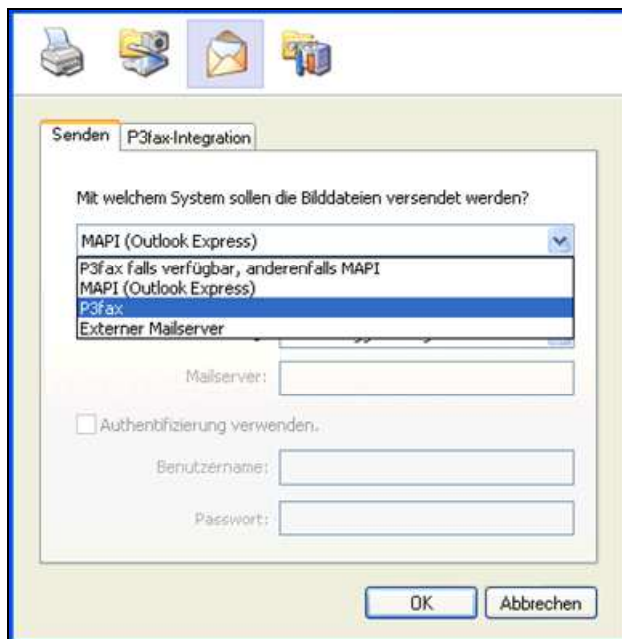 Senden
P3fax-Integration
Mit welchem System sollen die Bilddateien versendet werden?
MAPI (Outlook Express)
P3fax falls verfügbar, anderenfalls MAPI
MAPI (Outlook Express)
P3fax
Externer Mailserver
Mailserver:
Authentifizierung verwenden.
Benutzername:
Passwort:
OK
Abbrechen